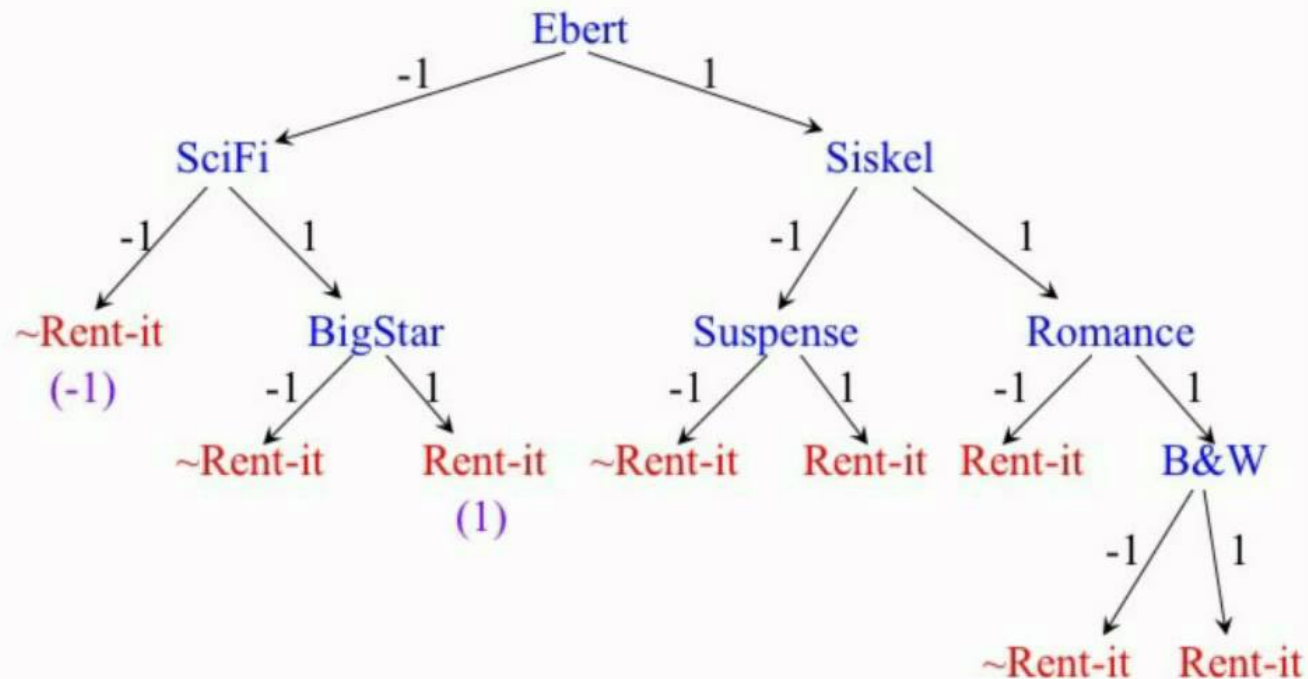 Ebert
-1 1
SciFi Siskel
-1 1 -1 1
~Rent-it BigStar Suspense Romance
(-1) -1 1 -1 1 -1 1
~Rent-it Rent-it ~Rent-it Rent-it Rent-it B&W
(1)
-1 1
~Rent-it Rent-it